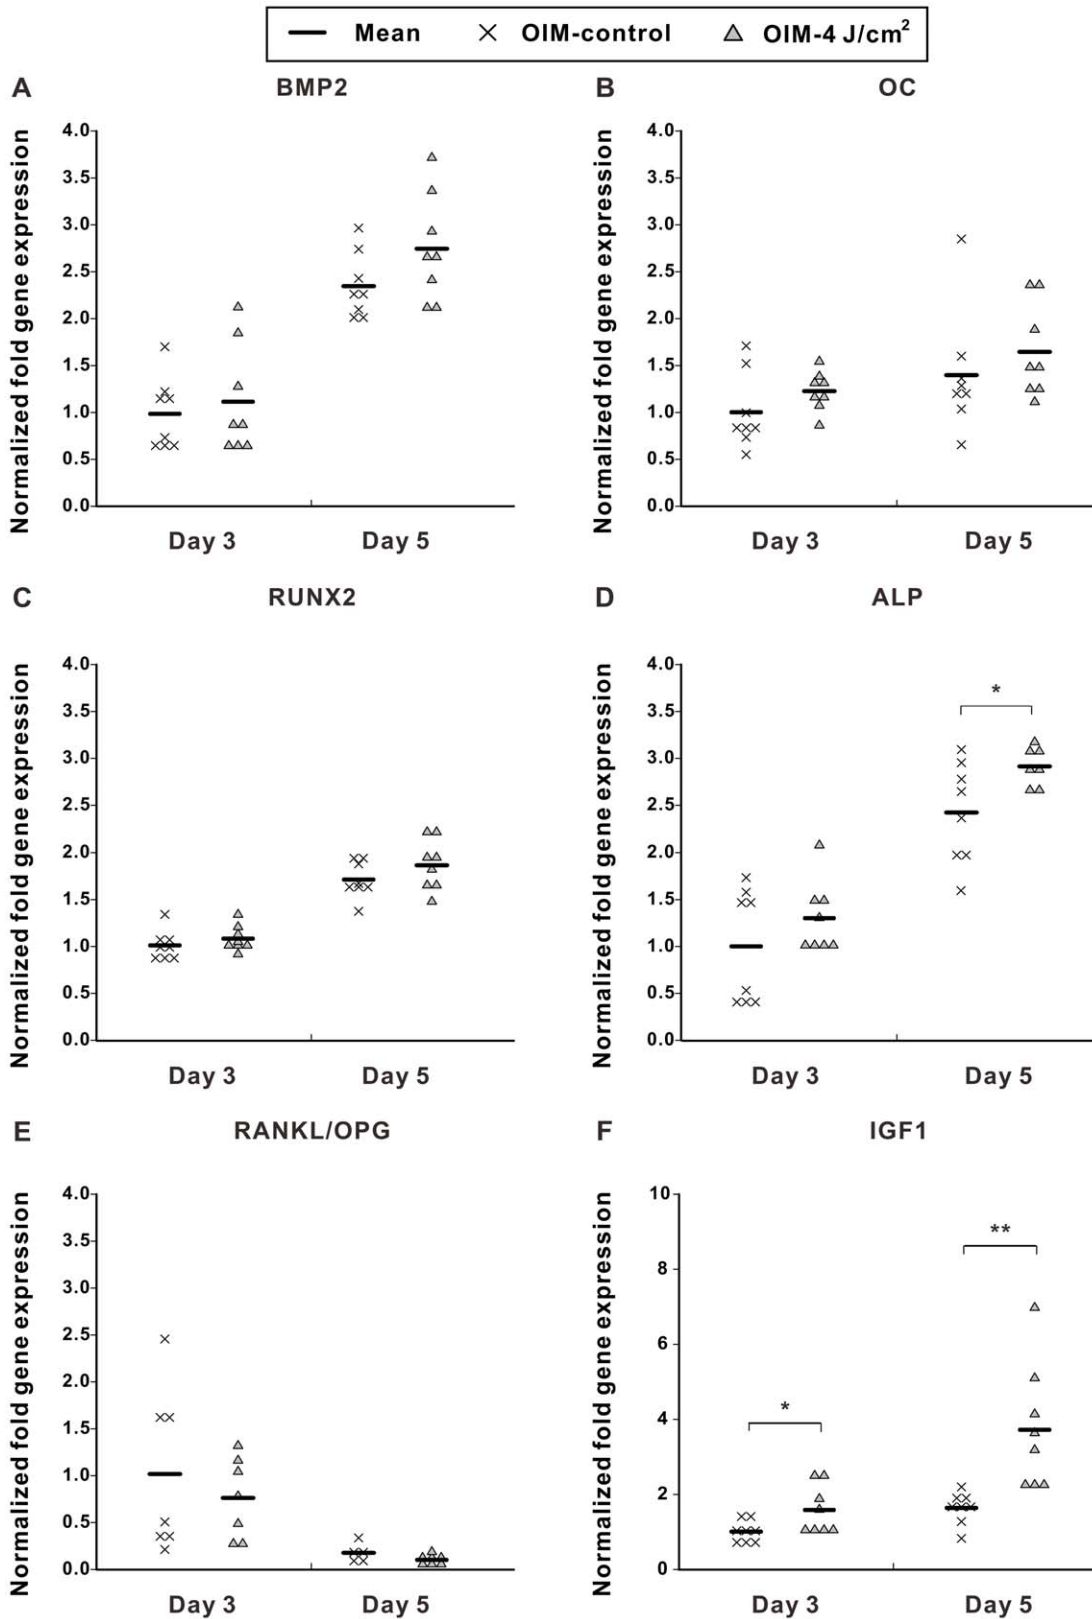 Mean OIM-control OIM-4 J/cm²
A BMP2
Normalized fold gene expression
4.0
3.5
3.0
2.5
2.0
1.5
1.0
0.5
0.0
Day 3 Day 5
B OC
Normalized fold gene expression
4.0
3.5
3.0
2.5
2.0
1.5
1.0
0.5
0.0
Day 3 Day 5
C RUNX2
Normalized fold gene expression
4.0
3.5
3.0
2.5
2.0
1.5
1.0
0.5
0.0
Day 3 Day 5
D ALP
Normalized fold gene expression
4.0
3.5
3.0
2.5
2.0
1.5
1.0
0.5
0.0
*
Day 3 Day 5
E RANKL/OPG
Normalized fold gene expression
4.0
3.5
3.0
2.5
2.0
1.5
1.0
0.5
0.0
Day 3 Day 5
F IGF1
Normalized fold gene expression
10
8
6
4
2
0
*
**
Day 3 Day 5